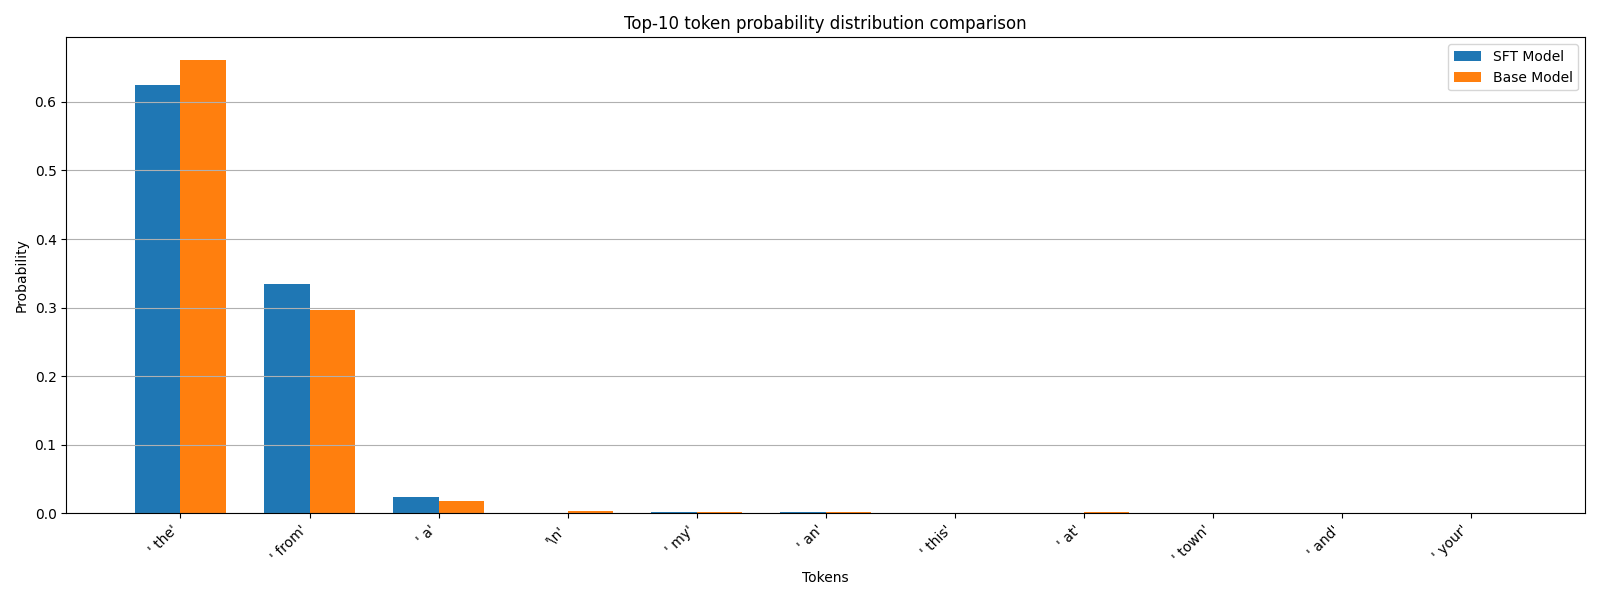 Top-10 token probability distribution comparison
SFT Model
Base Model
Probability
0.6
0.5
0.4
0.3
0.2
0.1
0.0
' the'
' from'
' a'
'\n'
' my'
' an'
' this'
' at'
' town'
' and'
' your'
Tokens